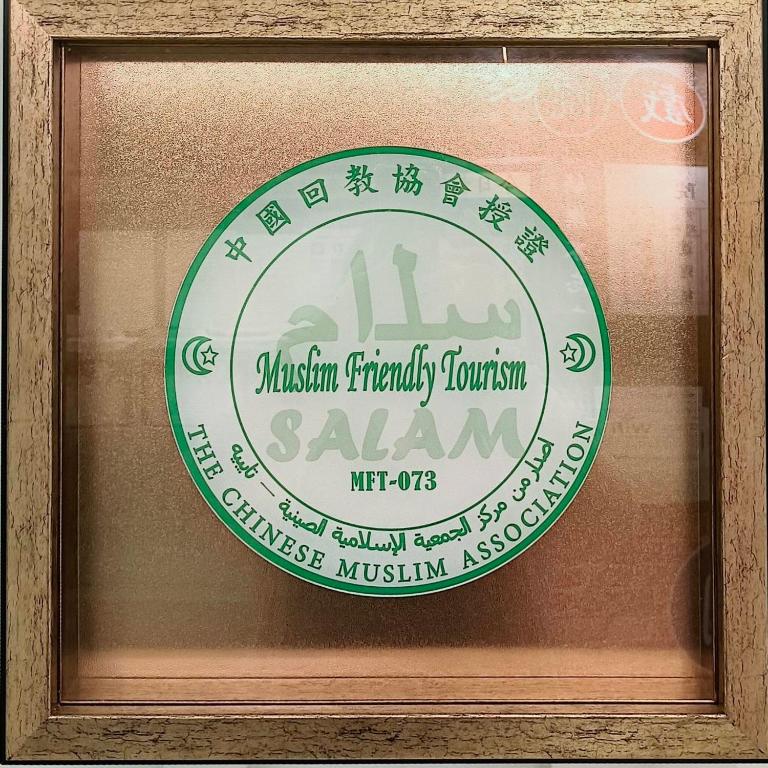 中國回教協會授證
سلام
Muslim Friendly Tourism
SALAM
MFT-073
اصدار من مركز الجمعية الإسلامية الصينية — تايبيه
THE CHINESE MUSLIM ASSOCIATION